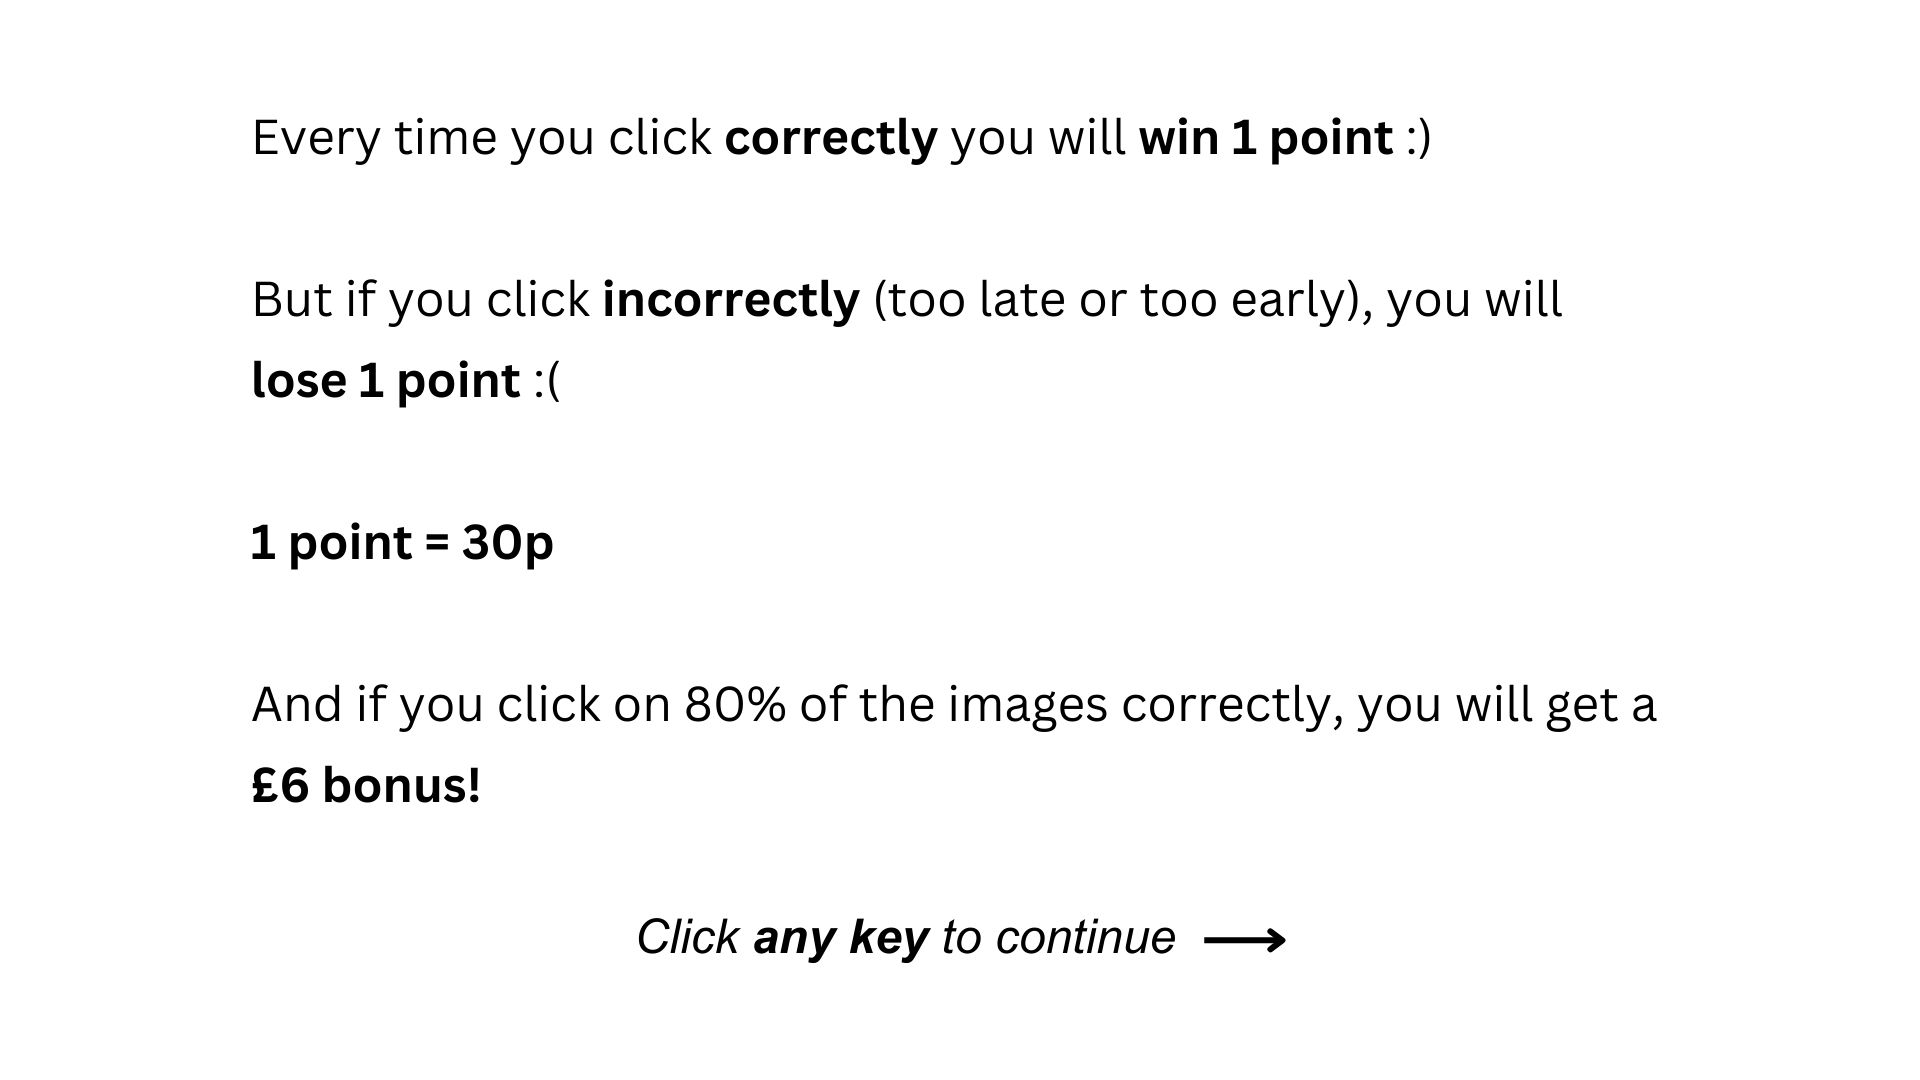 Every time you click correctly you will win 1 point :)
But if you click incorrectly (too late or too early), you will
lose 1 point :(
1 point = 30p
And if you click on 80% of the images correctly, you will get a
£6 bonus!
Click any key to continue